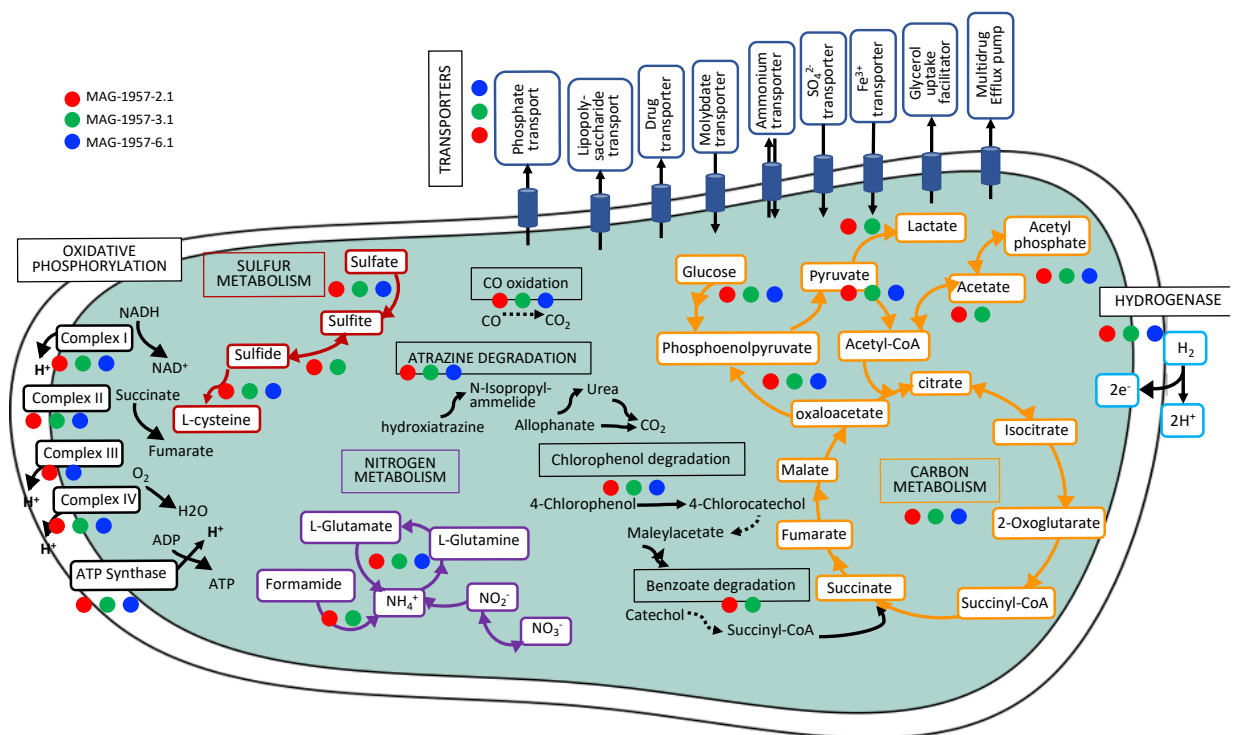 MAG-1957-2.1
MAG-1957-3.1
MAG-1957-6.1
TRANSPORTERS
Phosphate
transport
Lipopoly-
saccharide
transport
Drug
transporter
Molybdate
transporter
Ammonium
transporter
SO₄²⁻
transporter
Fe³⁺
transporter
Glycerol
uptake
facilitator
Multidrug
Efflux pump
OXIDATIVE
PHOSPHORYLATION
NADH
Complex I
H⁺
NAD⁺
Complex II
Succinate
Fumarate
Complex III
H⁺
O₂
Complex IV
H2O
H⁺
H⁺
ADP
ATP Synthase
ATP
SULFUR
METABOLISM
Sulfate
Sulfite
Sulfide
L-cysteine
CO oxidation
CO
CO₂
ATRAZINE DEGRADATION
N-Isopropyl-
ammelide
hydroxiatrazine
Urea
Allophanate
CO₂
Chlorophenol degradation
4-Chlorophenol
4-Chlorocatechol
Maleylacetate
Benzoate degradation
Catechol
Succinyl-CoA
NITROGEN
METABOLISM
L-Glutamate
L-Glutamine
Formamide
NH₄⁺
NO₂⁻
NO₃⁻
Glucose
Pyruvate
Lactate
Acetyl
phosphate
Acetate
Phosphoenolpyruvate
Acetyl-CoA
citrate
oxaloacetate
Isocitrate
Malate
CARBON
METABOLISM
2-Oxoglutarate
Fumarate
Succinate
Succinyl-CoA
HYDROGENASE
H₂
2e⁻
2H⁺